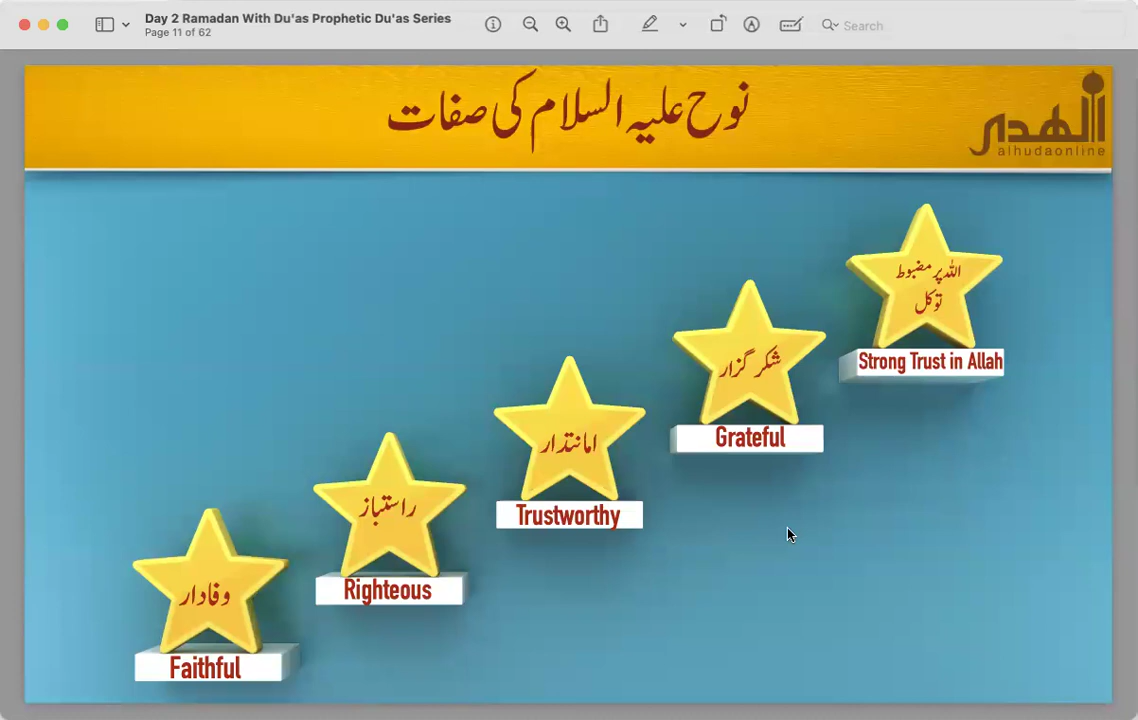 Day 2 Ramadan With Du'as Prophetic Du'as Series
Page 11 of 62
Search
نوح علیہ السلام کی صفات
الهدى
alhudaonline
اللہ پر مضبوط
توکل
Strong Trust in Allah
شکر گزار
Grateful
امانتدار
Trustworthy
راستباز
Righteous
وفادار
Faithful